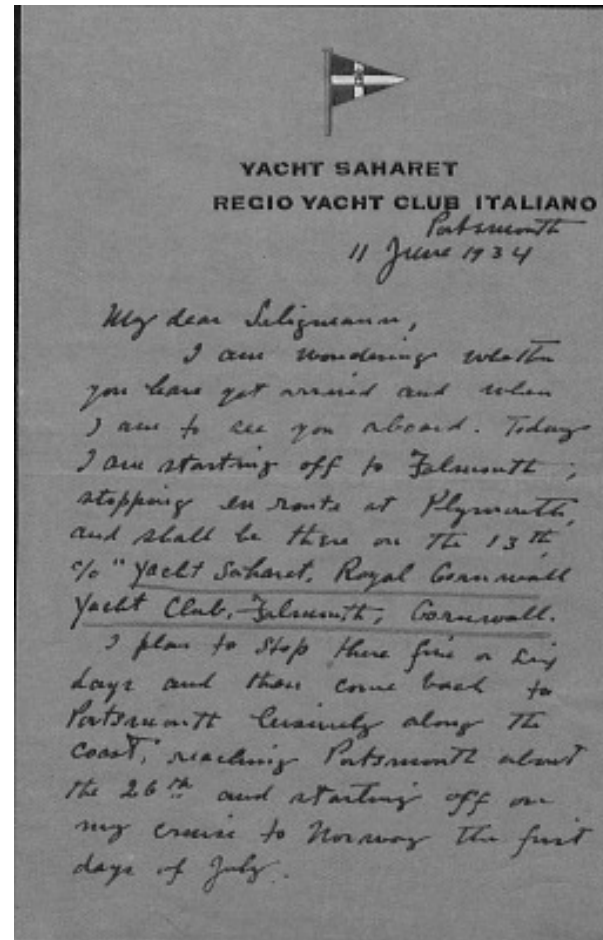 YACHT SAHARET
REGIO YACHT CLUB ITALIANO
Portsmouth
11 June 1934
My dear Seligmann,
I am wondering whether
you have yet arrived and when
I am to see you aboard. Today
I am starting off to Falmouth,
stopping en route at Plymouth,
and shall be there on the 13th,
c/o "Yacht Saharet, Royal Cornwall
Yacht Club, Falmouth, Cornwall.
I plan to stop there five or six
days and then come back to
Portsmouth leisurely along the
coast, reaching Portsmouth about
the 26th and starting off on
my cruise to Norway the first
days of July.